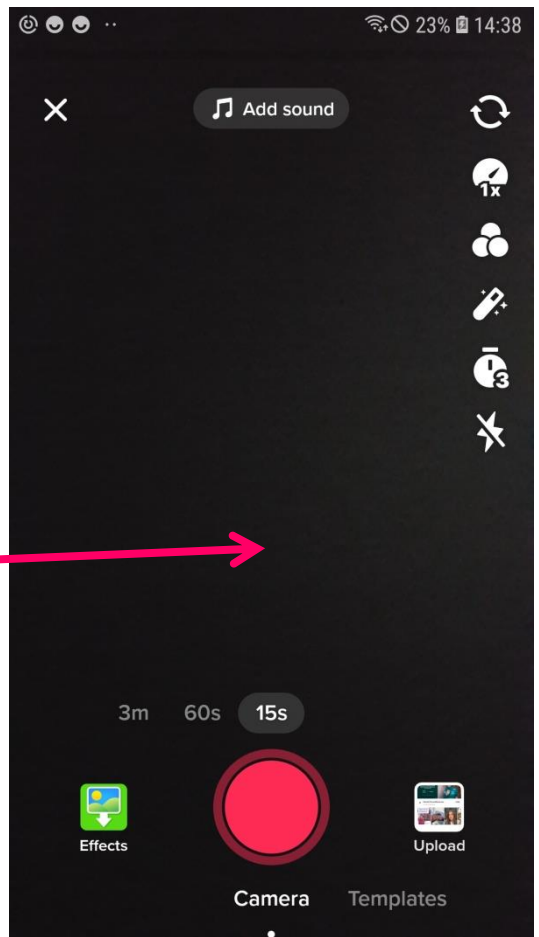 23% 14:38
Add sound
1x
3
3m 60s 15s
Effects
Upload
Camera Templates